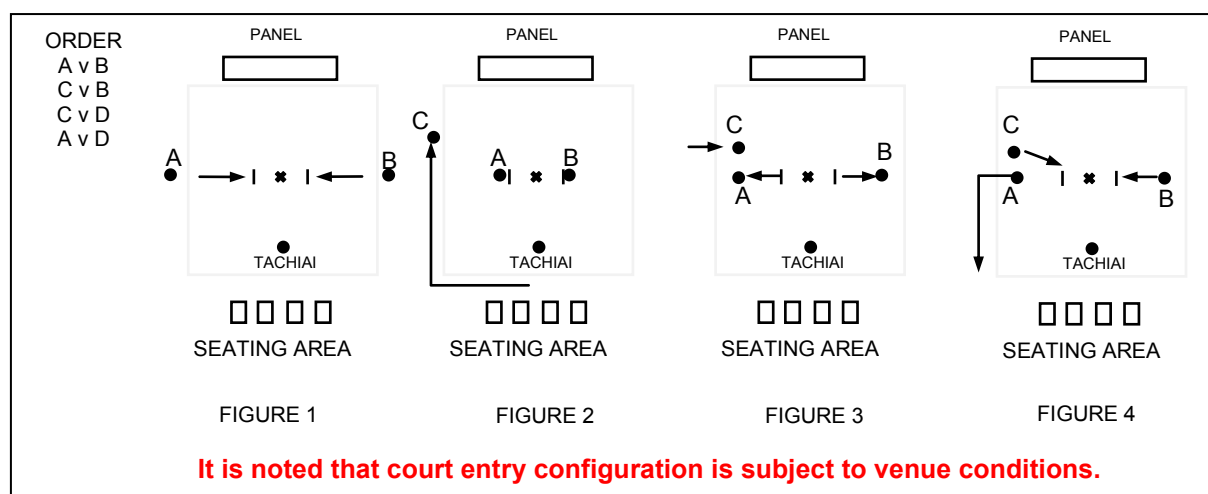 ORDER
A v B
C v B
C v D
A v D
PANEL
A
B
TACHIAI
SEATING AREA
FIGURE 1
PANEL
C
A
B
TACHIAI
SEATING AREA
FIGURE 2
PANEL
C
A
B
TACHIAI
SEATING AREA
FIGURE 3
PANEL
C
A
B
TACHIAI
SEATING AREA
FIGURE 4
It is noted that court entry configuration is subject to venue conditions.